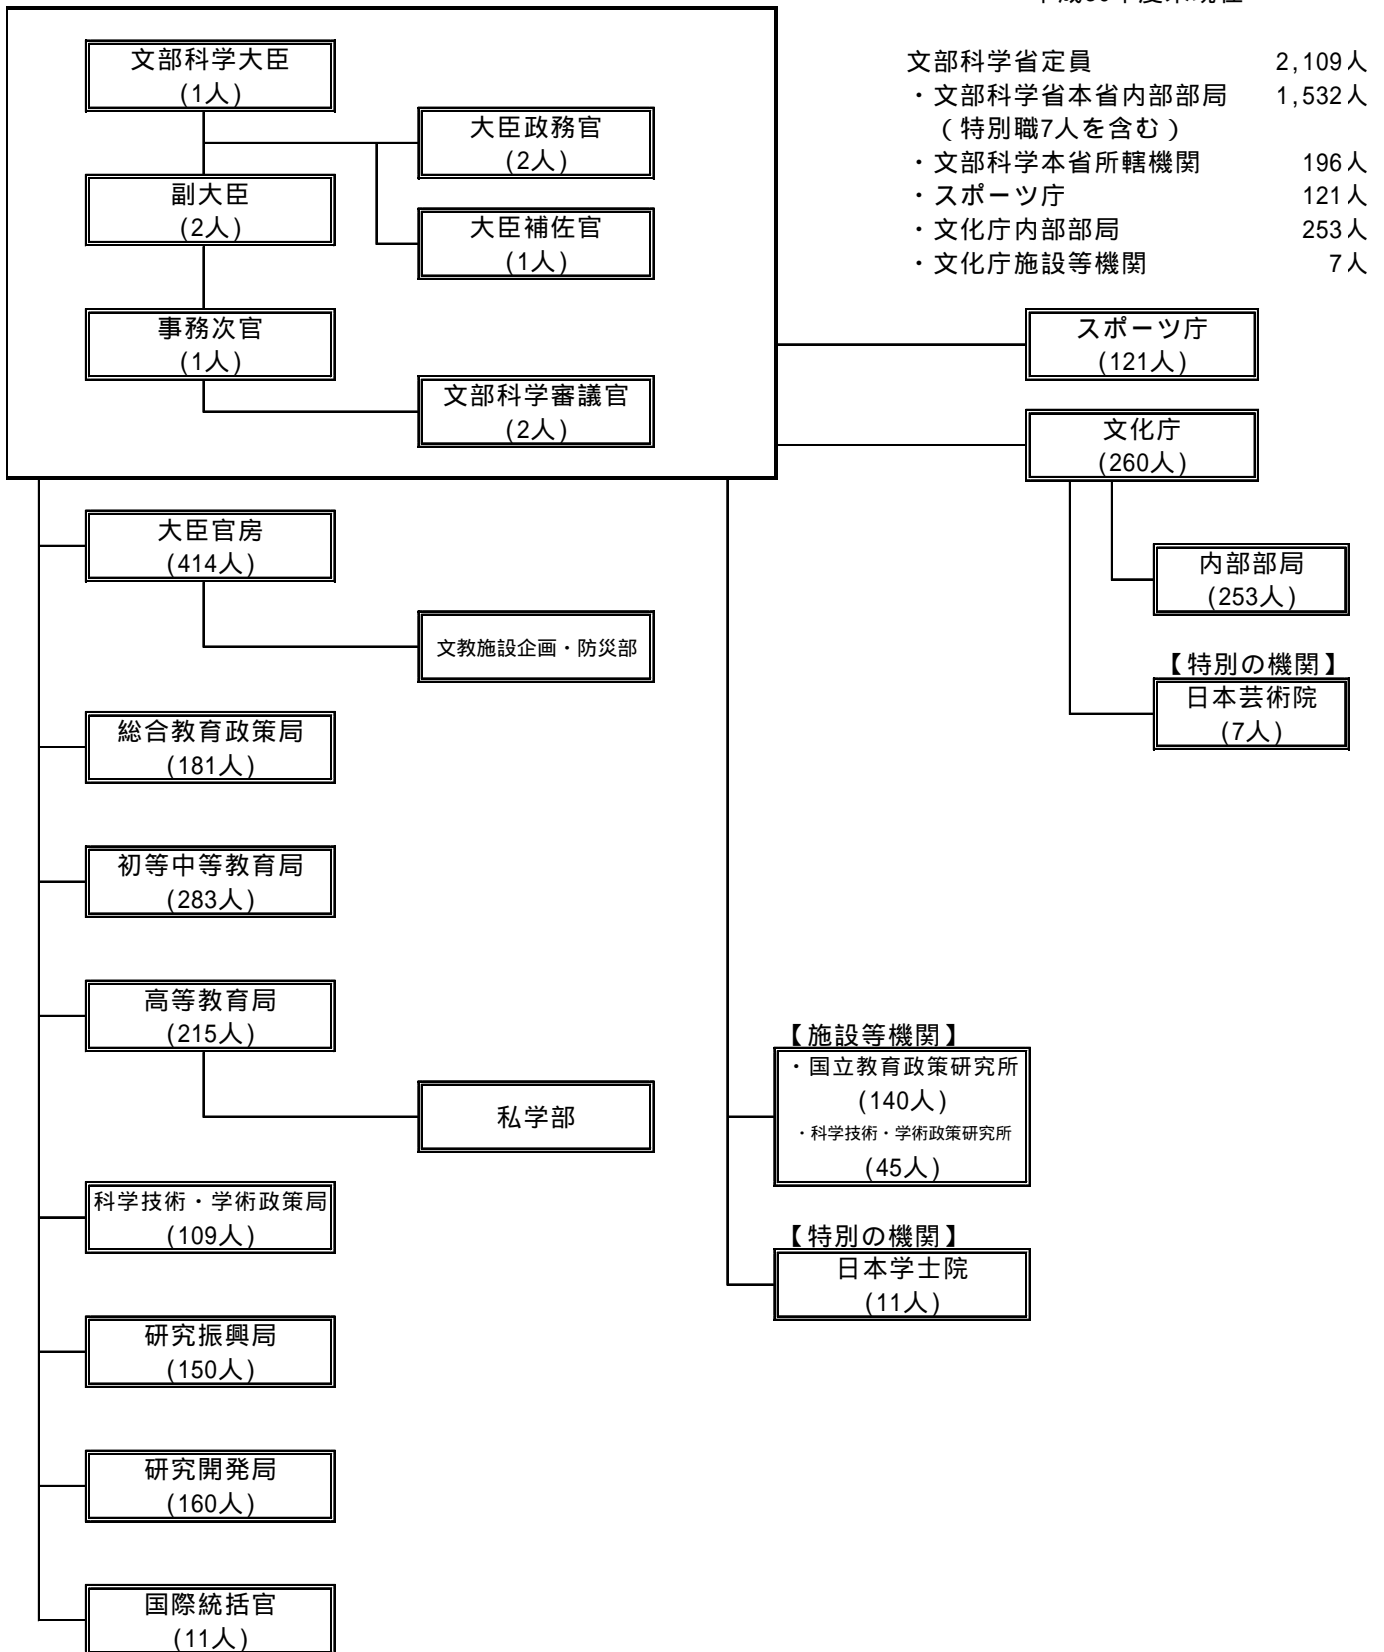 文部科学省定員 2,109人
・文部科学省本省内部部局 1,532人
(特別職7人を含む)
・文部科学本省所轄機関 196人
・スポーツ庁 121人
・文化庁内部部局 253人
・文化庁施設等機関 7人
文部科学大臣
(1人)
大臣政務官
(2人)
副大臣
(2人)
大臣補佐官
(1人)
事務次官
(1人)
文部科学審議官
(2人)
スポーツ庁
(121人)
文化庁
(260人)
内部部局
(253人)
【特別の機関】
日本芸術院
(7人)
大臣官房
(414人)
文教施設企画・防災部
総合教育政策局
(181人)
初等中等教育局
(283人)
高等教育局
(215人)
私学部
科学技術・学術政策局
(109人)
研究振興局
(150人)
研究開発局
(160人)
国際統括官
(11人)
【施設等機関】
・国立教育政策研究所
(140人)
・科学技術・学術政策研究所
(45人)
【特別の機関】
日本学士院
(11人)